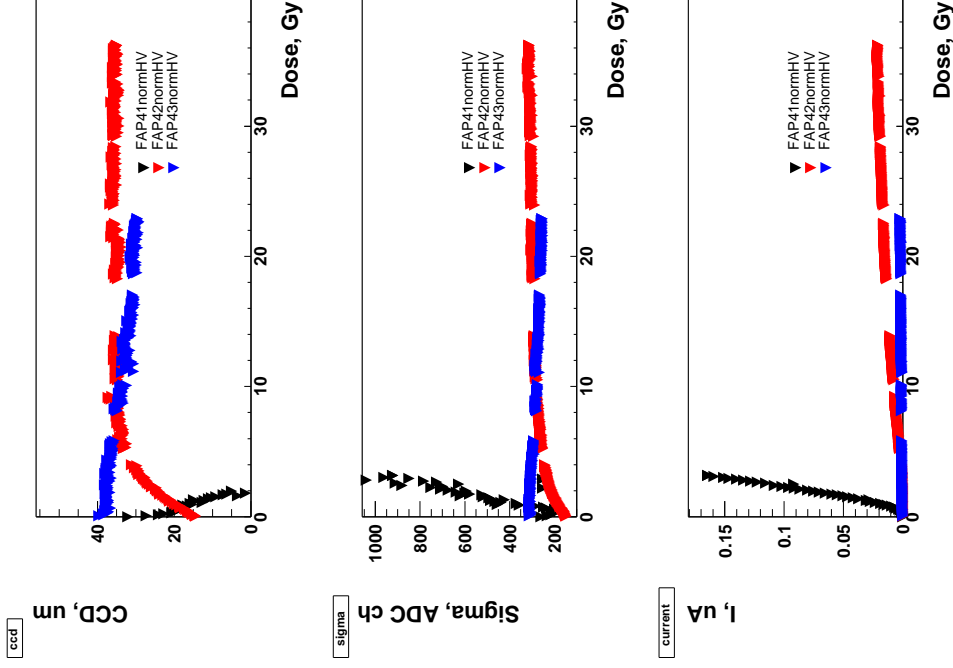 ccd
CCD, um
40
20
0
0
10
20
30
Dose, Gy
FAP41normHV
FAP42normHV
FAP43normHV
sigma
Sigma, ADC ch
1000
800
600
400
200
0
10
20
30
Dose, Gy
FAP41normHV
FAP42normHV
FAP43normHV
current
I, uA
0.15
0.1
0.05
0
0
10
20
30
Dose, Gy
FAP41normHV
FAP42normHV
FAP43normHV